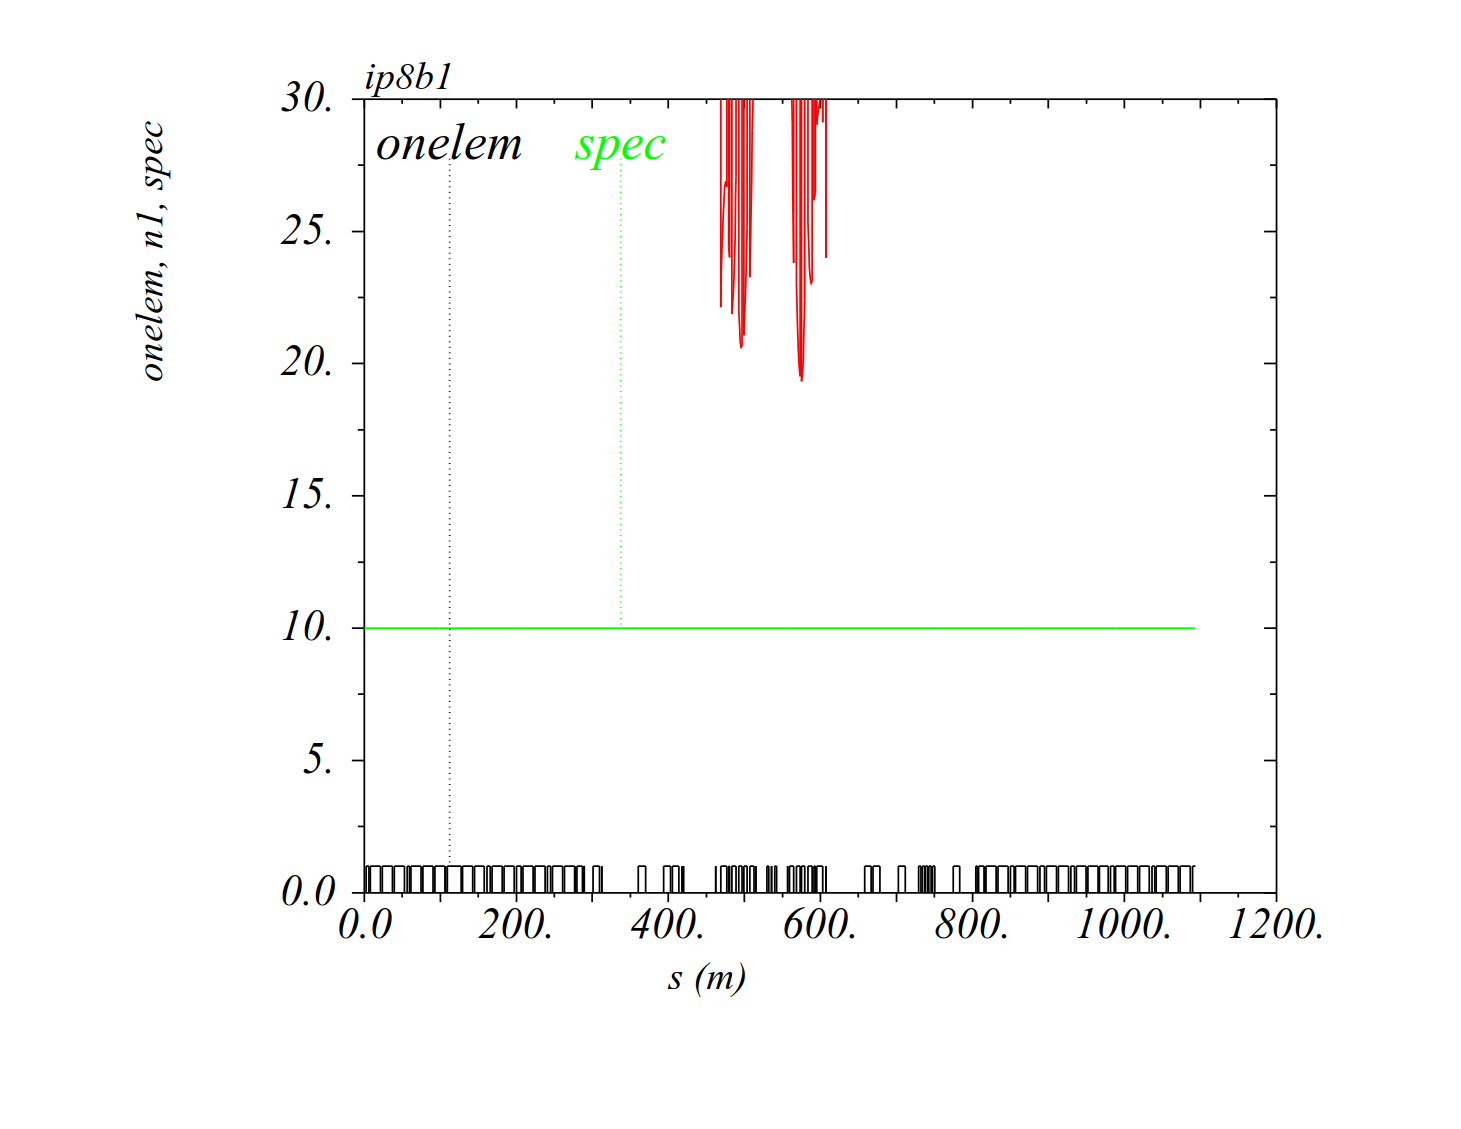 ip8b1
onelem spec
onelem, n1, spec
30.
25.
20.
15.
10.
5.
0.0
0.0 200. 400. 600. 800. 1000. 1200.
s (m)